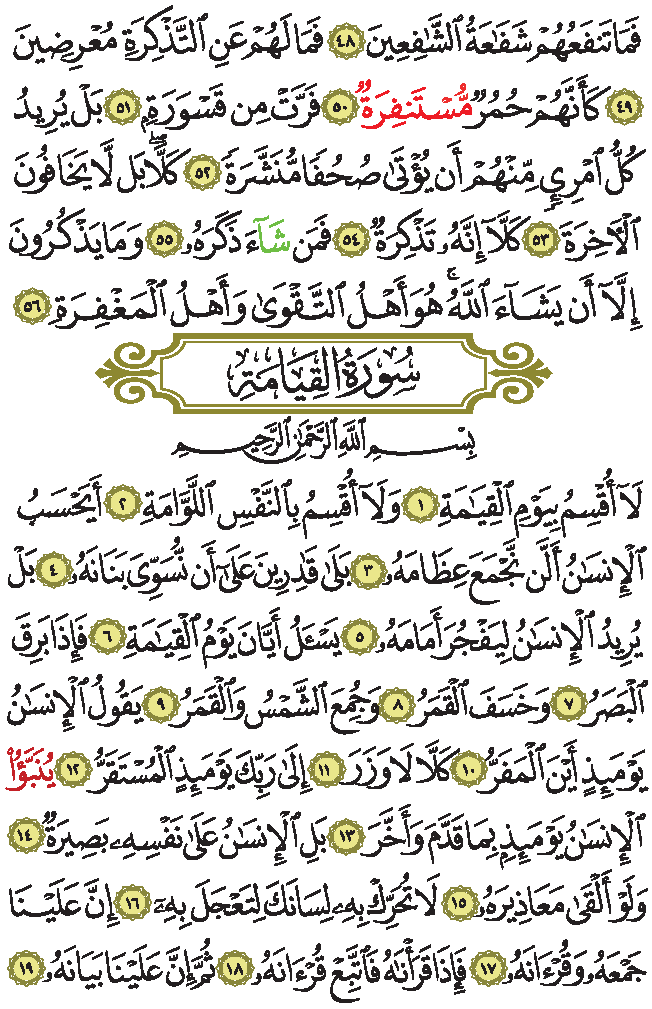 فَمَا تَنفَعُهُمْ شَفَٰعَةُ ٱلشَّٰفِعِينَ ٤٨ فَمَا لَهُمْ عَنِ ٱلتَّذْكِرَةِ مُعْرِضِينَ
٤٩ كَأَنَّهُمْ حُمُرٌ مُّسْتَنفِرَةٌ ٥٠ فَرَّتْ مِن قَسْوَرَةٍۭ ٥١ بَلْ يُرِيدُ
كُلُّ ٱمْرِئٍ مِّنْهُمْ أَن يُؤْتَىٰ صُحُفًا مُّنَشَّرَةً ٥٢ كَلَّا ۖ بَل لَّا يَخَافُونَ
ٱلْءَاخِرَةَ ٥٣ كَلَّآ إِنَّهُۥ تَذْكِرَةٌ ٥٤ فَمَن شَآءَ ذَكَرَهُۥ ٥٥ وَمَا يَذْكُرُونَ
إِلَّآ أَن يَشَآءَ ٱللَّهُ ۚ هُوَ أَهْلُ ٱلتَّقْوَىٰ وَأَهْلُ ٱلْمَغْفِرَةِ ٥٦
سُورَةُ الْقِيَامَةِ
بِسْمِ ٱللَّهِ ٱلرَّحْمَٰنِ ٱلرَّحِيمِ
لَآ أُقْسِمُ بِيَوْمِ ٱلْقِيَٰمَةِ ١ وَلَآ أُقْسِمُ بِٱلنَّفْسِ ٱللَّوَّامَةِ ٢ أَيَحْسَبُ
ٱلْإِنسَٰنُ أَلَّن نَّجْمَعَ عِظَامَهُۥ ٣ بَلَىٰ قَٰدِرِينَ عَلَىٰٓ أَن نُّسَوِّىَ بَنَانَهُۥ ٤ بَلْ
يُرِيدُ ٱلْإِنسَٰنُ لِيَفْجُرَ أَمَامَهُۥ ٥ يَسْـَٔلُ أَيَّانَ يَوْمُ ٱلْقِيَٰمَةِ ٦ فَإِذَا بَرِقَ
ٱلْبَصَرُ ٧ وَخَسَفَ ٱلْقَمَرُ ٨ وَجُمِعَ ٱلشَّمْسُ وَٱلْقَمَرُ ٩ يَقُولُ ٱلْإِنسَٰنُ
يَوْمَئِذٍ أَيْنَ ٱلْمَفَرُّ ١٠ كَلَّا لَا وَزَرَ ١١ إِلَىٰ رَبِّكَ يَوْمَئِذٍ ٱلْمُسْتَقَرُّ ١٢ يُنَبَّؤُا۟
ٱلْإِنسَٰنُ يَوْمَئِذٍۭ بِمَا قَدَّمَ وَأَخَّرَ ١٣ بَلِ ٱلْإِنسَٰنُ عَلَىٰ نَفْسِهِۦ بَصِيرَةٌ ١٤
وَلَوْ أَلْقَىٰ مَعَاذِيرَهُۥ ١٥ لَا تُحَرِّكْ بِهِۦ لِسَانَكَ لِتَعْجَلَ بِهِۦٓ ١٦ إِنَّ عَلَيْنَا
جَمْعَهُۥ وَقُرْءَانَهُۥ ١٧ فَإِذَا قَرَأْنَٰهُ فَٱتَّبِعْ قُرْءَانَهُۥ ١٨ ثُمَّ إِنَّ عَلَيْنَا بَيَانَهُۥ ١٩